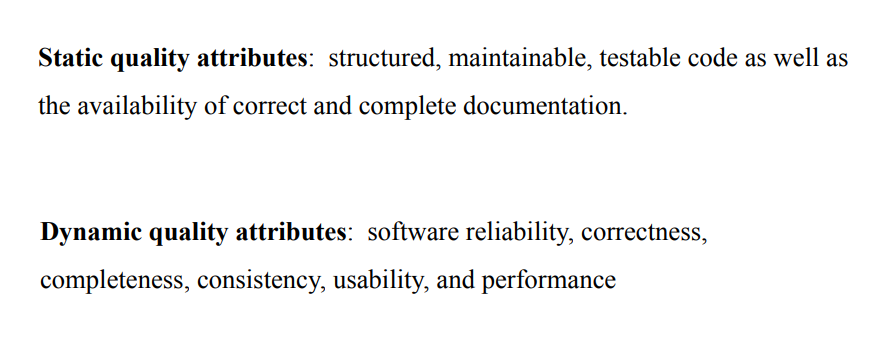 Static quality attributes:  structured, maintainable, testable code as well as
the availability of correct and complete documentation.
Dynamic quality attributes:  software reliability, correctness,
completeness, consistency, usability, and performance